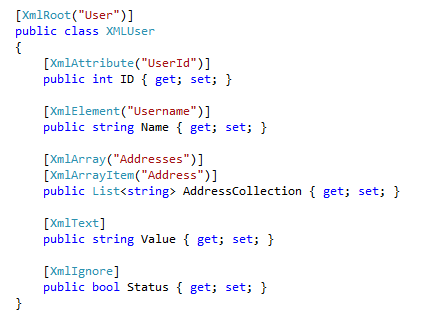 [XmlRoot("User")]
public class XMLUser
{
    [XmlAttribute("UserId")]
    public int ID { get; set; }

    [XmlElement("Username")]
    public string Name { get; set; }

    [XmlArray("Addresses")]
    [XmlArrayItem("Address")]
    public List<string> AddressCollection { get; set; }

    [XmlText]
    public string Value { get; set; }

    [XmlIgnore]
    public bool Status { get; set; }
}